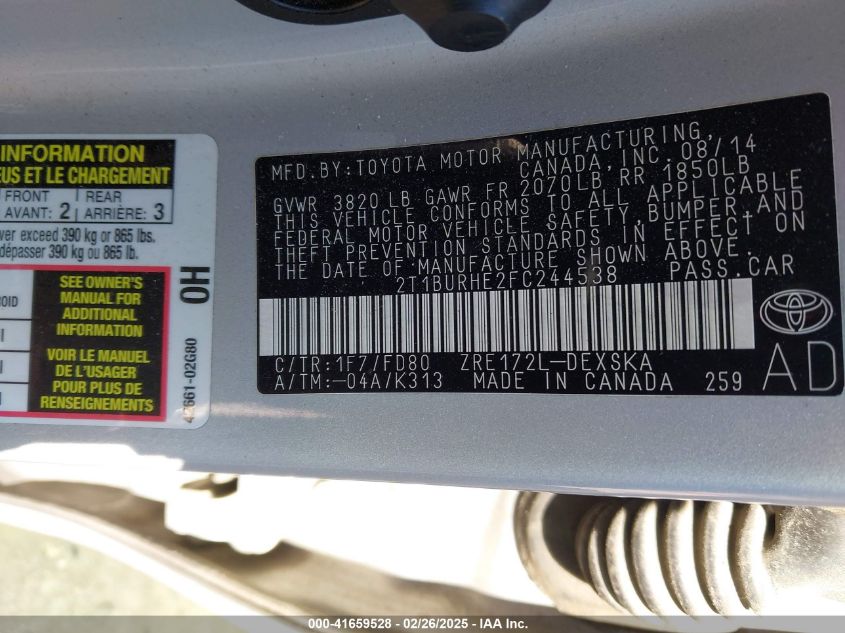 INFORMATION
US ET LE CHARGEMENT
FRONT REAR
AVANT: 2 ARRIÈRE: 3
ver exceed 390 kg or 865 lbs.
dépasser 390 kg ou 865 lb.
SEE OWNER'S
MANUAL FOR
ADDITIONAL
INFORMATION
VOIR LE MANUEL
DE L'USAGER
POUR PLUS DE
RENSEIGNEMENTS
OH
42661-02G80
MFD. BY: TOYOTA MOTOR MANUFACTURING,
CANADA, INC. 08/14
GVWR 3820 LB GAWR FR 2070LB RR 1850LB
THIS VEHICLE CONFORMS TO ALL APPLICABLE
FEDERAL MOTOR VEHICLE SAFETY, BUMPER, AND
THEFT PREVENTION STANDARDS IN EFFECT ON
THE DATE OF MANUFACTURE SHOWN ABOVE.
2T1BURHE2FC244538 PASS.CAR
C/TR: 1F7/FD80 ZRE172L-DEXSKA
A/TM: -04A/K313 MADE IN CANADA 259
AD
000-41659528 - 02/26/2025 - IAA Inc.